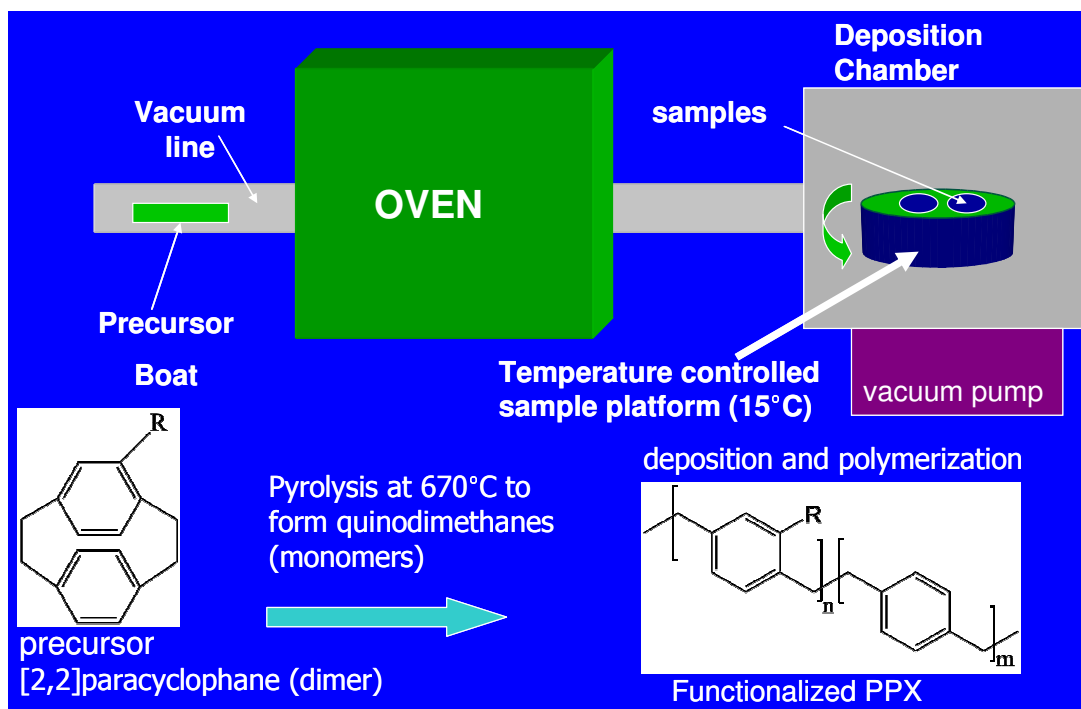 Deposition
Chamber
Vacuum
line
samples
OVEN
Precursor
Boat
Temperature controlled
sample platform (15°C)
vacuum pump
R
Pyrolysis at 670°C to
form quinodimethanes
(monomers)
deposition and polymerization
R
n
m
precursor
[2,2]paracyclophane (dimer)
Functionalized PPX